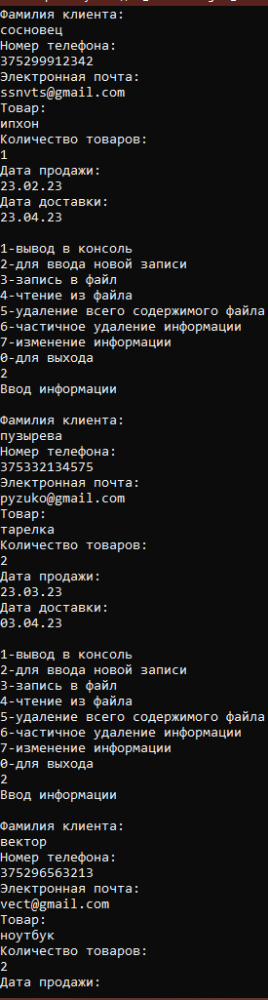 Фамилия клиента:
сосновец
Номер телефона:
375299912342
Электронная почта:
ssnvts@gmail.com
Товар:
ипхон
Количество товаров:
1
Дата продажи:
23.02.23
Дата доставки:
23.04.23
1-вывод в консоль
2-для ввода новой записи
3-запись в файл
4-чтение из файла
5-удаление всего содержимого файла
6-частичное удаление информации
7-изменение информации
0-для выхода
2
Ввод информации
Фамилия клиента:
пузырева
Номер телефона:
375332134575
Электронная почта:
pyzuko@gmail.com
Товар:
тарелка
Количество товаров:
2
Дата продажи:
23.03.23
Дата доставки:
03.04.23
1-вывод в консоль
2-для ввода новой записи
3-запись в файл
4-чтение из файла
5-удаление всего содержимого файла
6-частичное удаление информации
7-изменение информации
0-для выхода
2
Ввод информации
Фамилия клиента:
вектор
Номер телефона:
375296563213
Электронная почта:
vect@gmail.com
Товар:
ноутбук
Количество товаров:
2
Дата продажи: